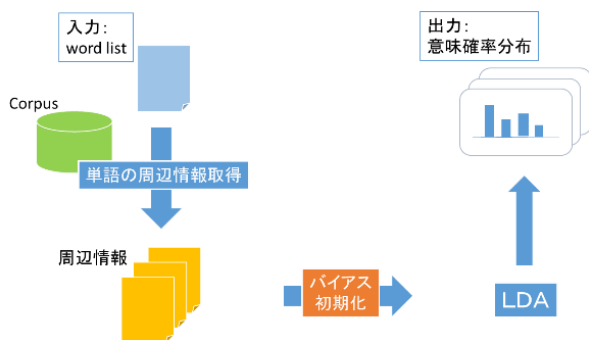 入力：
word list
Corpus
単語の周辺情報取得
周辺情報
バイアス
初期化
LDA
出力：
意味確率分布